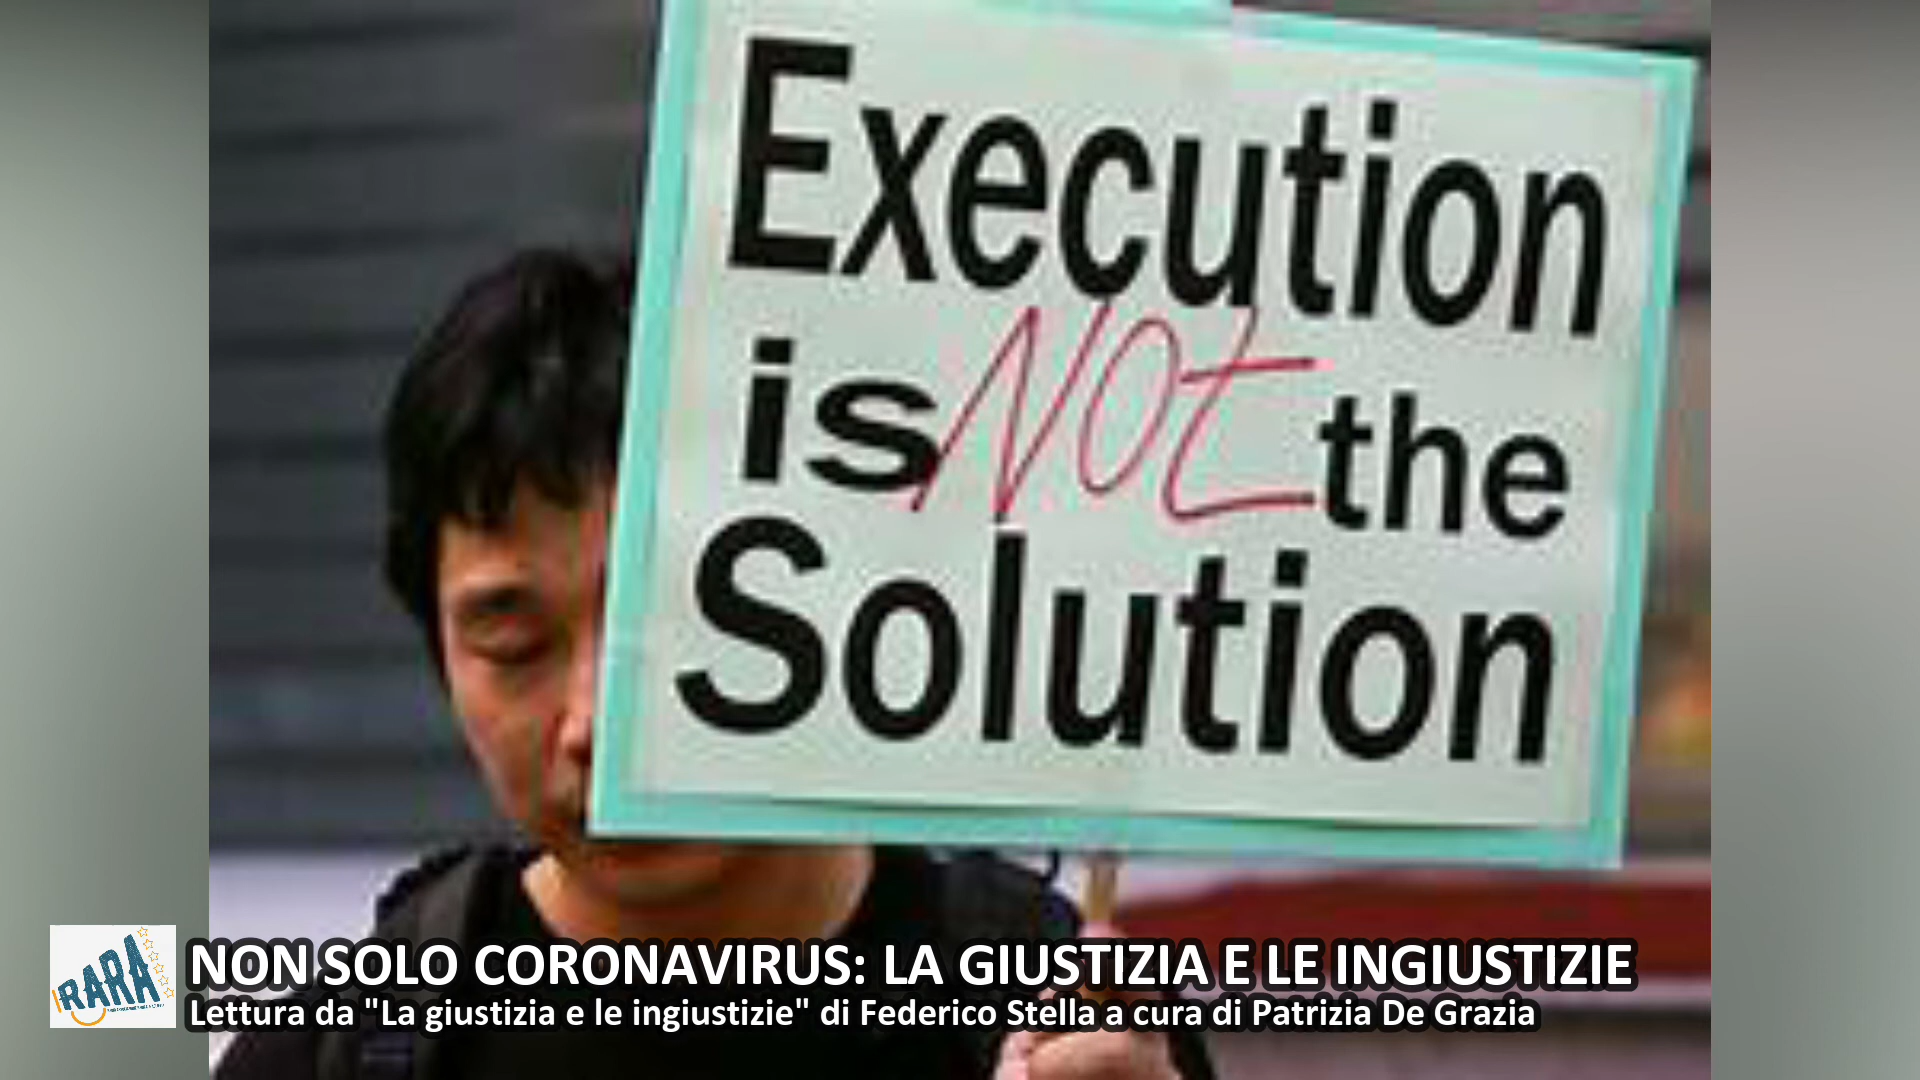 Execution
is NOT the
Solution
RARA
NON SOLO CORONAVIRUS: LA GIUSTIZIA E LE INGIUSTIZIE
Lettura da "La giustizia e le ingiustizie" di Federico Stella a cura di Patrizia De Grazia